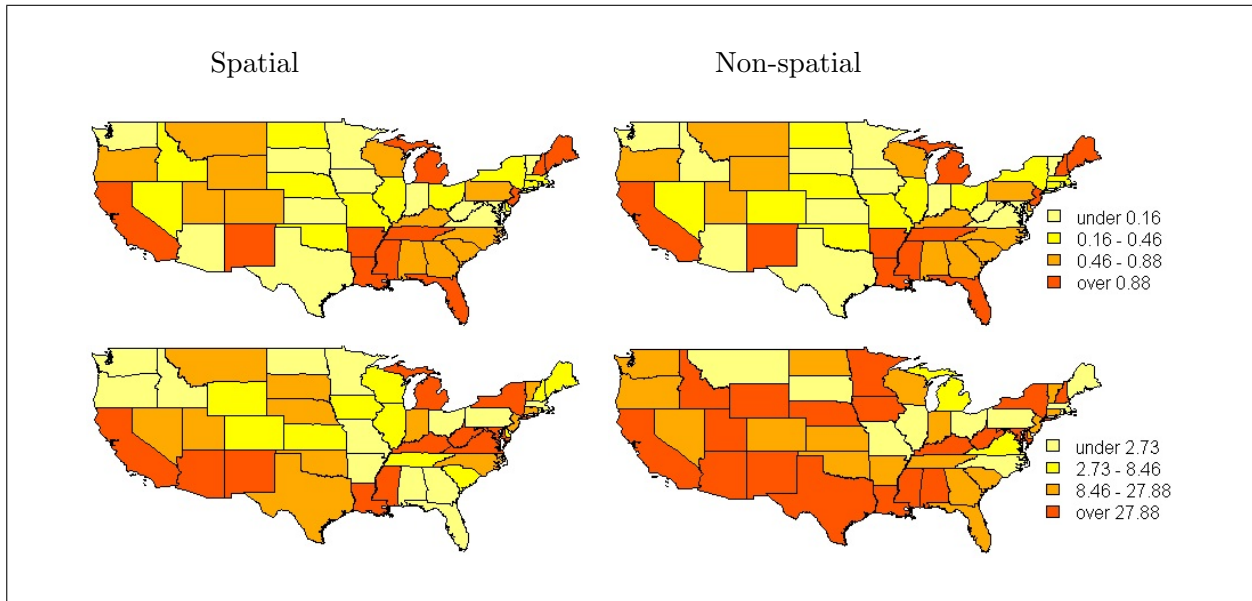 Spatial
Non-spatial
under 0.16
0.16 - 0.46
0.46 - 0.88
over 0.88
under 2.73
2.73 - 8.46
8.46 - 27.88
over 27.88